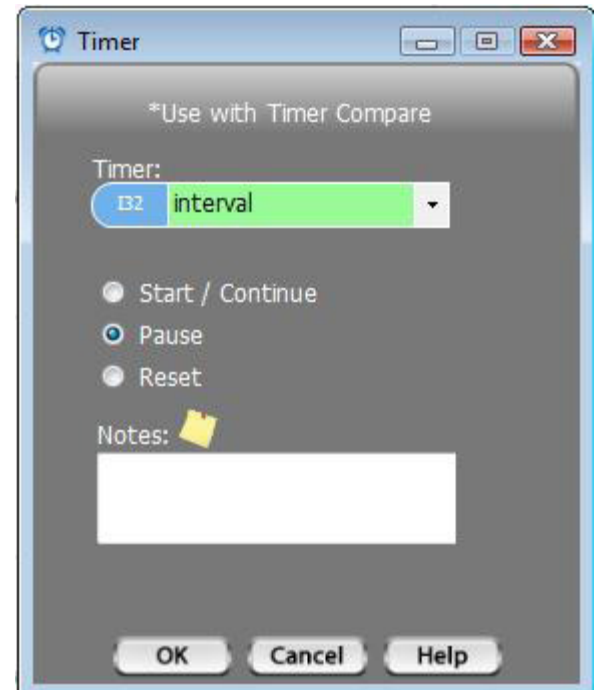 Timer
*Use with Timer Compare
Timer:
I32 interval
Start / Continue
Pause
Reset
Notes:
OK Cancel Help